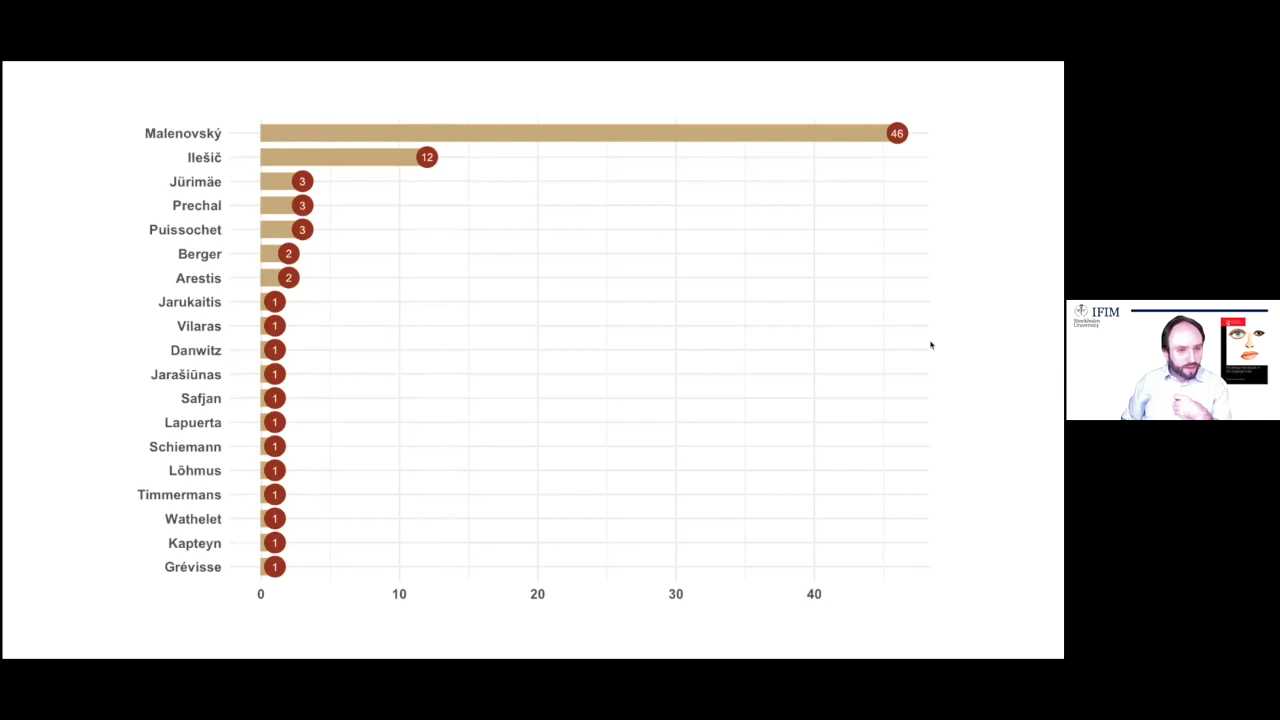 Malenovský 46
Ilešič 12
Jürimäe 3
Prechal 3
Puissochet 3
Berger 2
Arestis 2
Jarukaitis 1
Vilaras 1
Danwitz 1
Jarašiūnas 1
Safjan 1
Lapuerta 1
Schiemann 1
Lõhmus 1
Timmermans 1
Wathelet 1
Kapteyn 1
Grévisse 1
0 10 20 30 40
IFIM
Stockholm
University